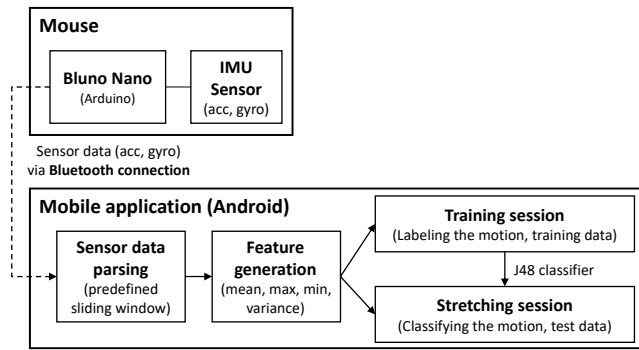 Mouse
Bluno Nano
(Arduino)
IMU
Sensor
(acc, gyro)
Sensor data (acc, gyro)
via Bluetooth connection
Mobile application (Android)
Sensor data
parsing
(predefined
sliding window)
Feature
generation
(mean, max, min,
variance)
Training session
(Labeling the motion, training data)
J48 classifier
Stretching session
(Classifying the motion, test data)